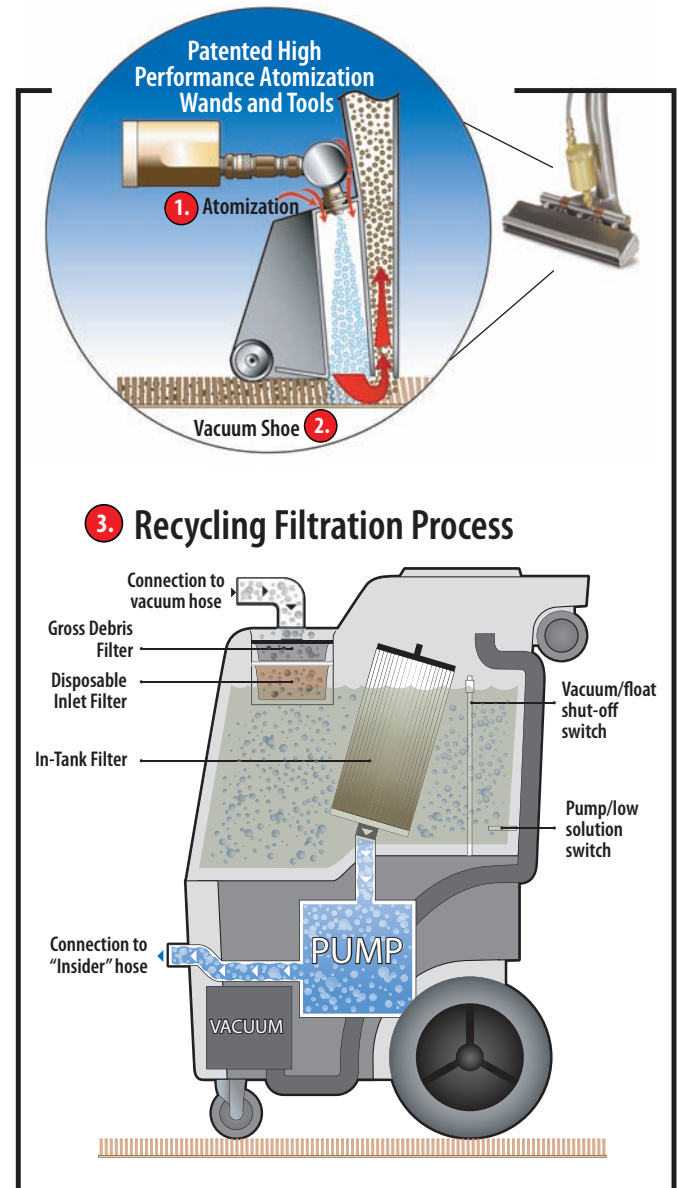 Patented High
Performance Atomization
Wands and Tools
1. Atomization
Vacuum Shoe 2.
3. Recycling Filtration Process
Connection to
vacuum hose
Gross Debris
Filter
Disposable
Inlet Filter
In-Tank Filter
Vacuum/float
shut-off
switch
Pump/low
solution
switch
Connection to
“Insider” hose
PUMP
VACUUM